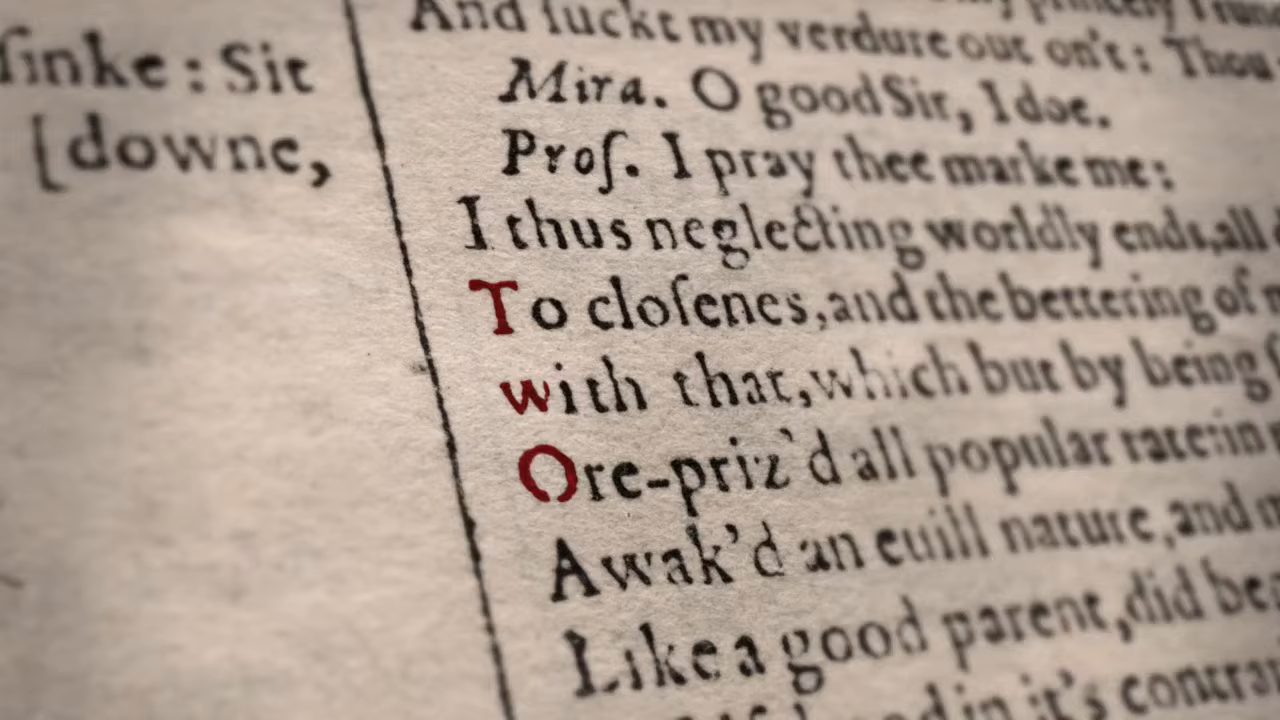 ſinke : Sit
[downe,
And ſuckt my verdure out on't : Thou
Mira. O good Sir, I doe.
Proſ. I pray thee marke me :
I thus neglecting worldly ends, all
To cloſenes, and the bettering of
with that, which but by being
Ore-priz'd all popular rate: in
Awak'd an euill nature, and
Like a good parent, did
in it's